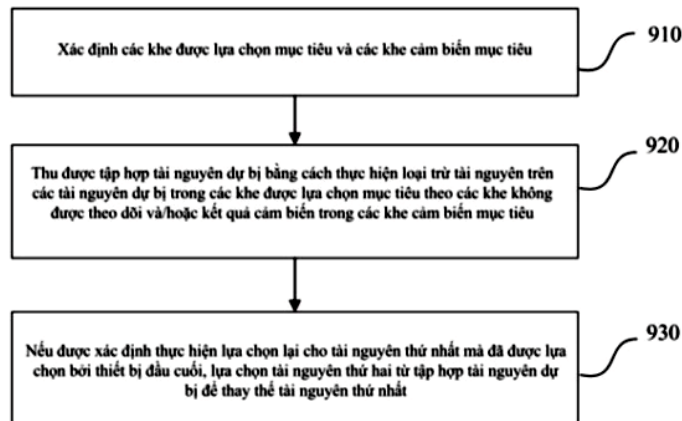 Xác định các khe được lựa chọn mục tiêu và các khe cảm biến mục tiêu
910
Thu được tập hợp tài nguyên dự bị bằng cách thực hiện loại trừ tài nguyên trên
các tài nguyên dự bị trong các khe được lựa chọn mục tiêu theo các khe không
được theo dõi và/hoặc kết quả cảm biến trong các khe cảm biến mục tiêu
920
Nếu được xác định thực hiện lựa chọn lại cho tài nguyên thứ nhất mà đã được lựa
chọn bởi thiết bị đầu cuối, lựa chọn tài nguyên thứ hai từ tập hợp tài nguyên dự
bị để thay thế tài nguyên thứ nhất
930